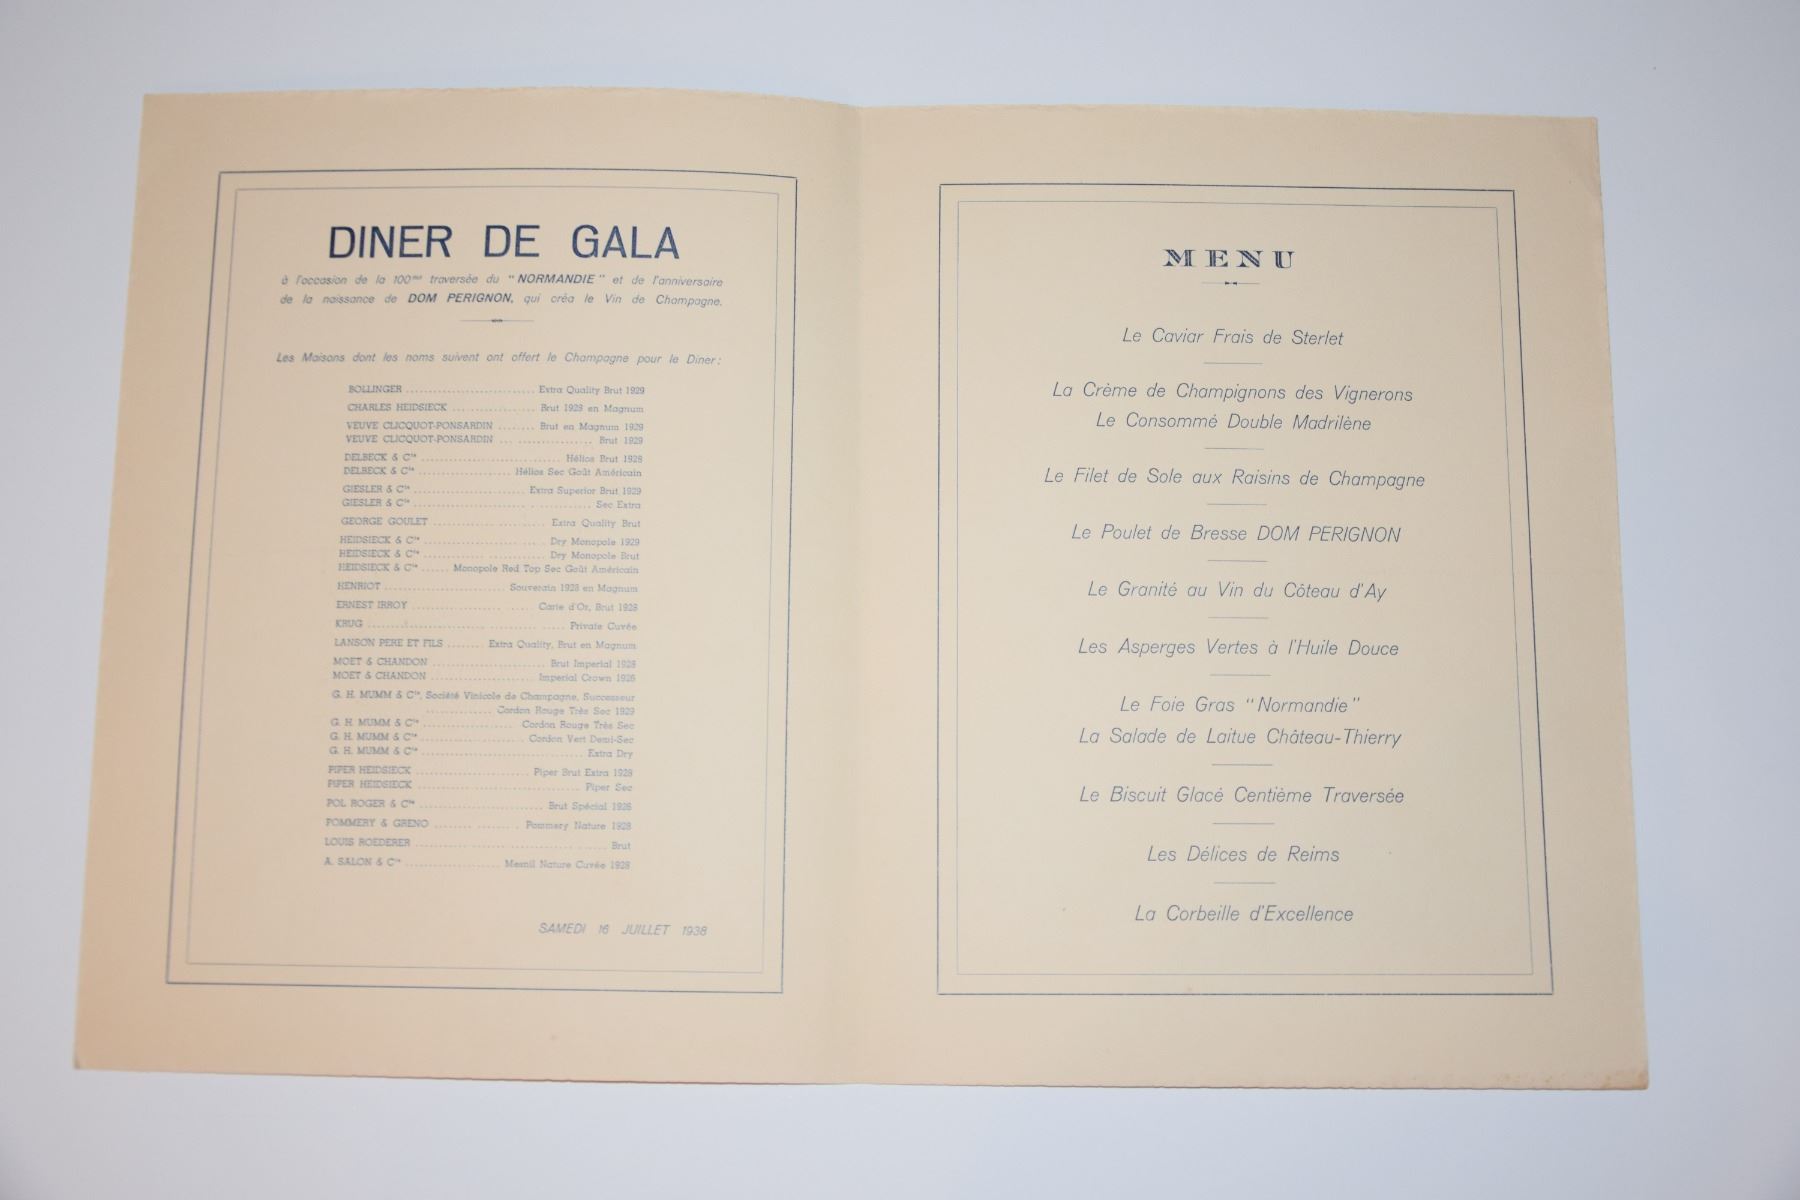 DINER DE GALA
à l'occasion de la 100me traversée du "NORMANDIE" et de l'anniversaire
de la naissance de DOM PERIGNON, qui créa le Vin de Champagne.
Les Maisons dont les noms suivent ont offert le Champagne pour le Diner :
BOLLINGER ........................ Extra Quality Brut 1929
CHARLES HEIDSIECK ................ Brut 1928 en Magnum
VEUVE CLICQUOT-PONSARDIN ....... Brut en Magnum 1929
VEUVE CLICQUOT-PONSARDIN ................. Brut 1929
DELBECK & Cie ........................ Hélios Brut 1928
DELBECK & Cie ................ Hélios Sec Goût Américain
GIESLER & Cie .................... Extra Superior Brut 1929
GIESLER & Cie ............................ Sec Extra
GEORGE GOULET .................... Extra Quality Brut
HEIDSIECK & Cie ..................... Dry Monopole 1929
HEIDSIECK & Cie ..................... Dry Monopole Brut
HEIDSIECK & Cie ...... Monopole Red Top Sec Goût Américain
HENRIOT ...................... Souverain 1928 en Magnum
ERNEST IRROY .................... Carte d'Or, Brut 1928
KRUG ................................ Private Cuvée
LANSON PERE ET FILS ....... Extra Quality, Brut en Magnum
MOET & CHANDON ..................... Brut Imperial 1928
MOET & CHANDON ................... Imperial Crown 1926
G. H. MUMM & Cie, Société Vinicole de Champagne, Successeur
............ Cordon Rouge Très Sec 1929
G. H. MUMM & Cie ................. Cordon Rouge Très Sec
G. H. MUMM & Cie ................... Cordon Vert Demi-Sec
G. H. MUMM & Cie .............................. Extra Dry
PIPER HEIDSIECK ..................... Piper Brut Extra 1928
PIPER HEIDSIECK .............................. Piper Sec
POL ROGER & Cie ....................... Brut Spécial 1926
POMMERY & GRENO ................ Pommery Nature 1928
LOUIS ROEDERER .................................. Brut
A. SALON & Cie ................. Mesnil Nature Cuvée 1928
SAMEDI 16 JUILLET 1938
MENU
Le Caviar Frais de Sterlet
La Crème de Champignons des Vignerons
Le Consommé Double Madrilène
Le Filet de Sole aux Raisins de Champagne
Le Poulet de Bresse DOM PERIGNON
Le Granité au Vin du Côteau d'Ay
Les Asperges Vertes à l'Huile Douce
Le Foie Gras "Normandie"
La Salade de Laitue Château-Thierry
Le Biscuit Glacé Centième Traversée
Les Délices de Reims
La Corbeille d'Excellence